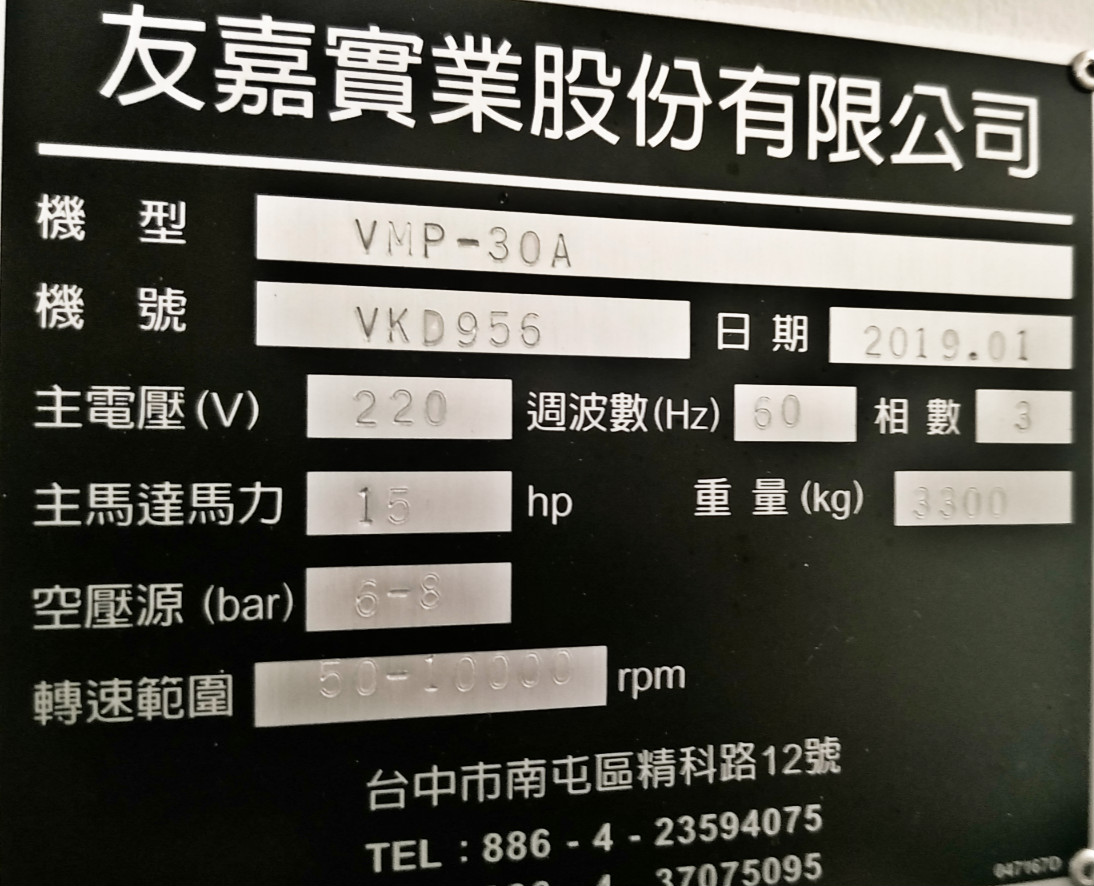 友嘉實業股份有限公司
機 型 VMP-30A
機 號 VKD956 日 期 2019.01
主電壓(V) 220 週波數(Hz) 60 相 數 3
主馬達馬力 15 hp 重 量(kg) 3300
空壓源 (bar) 6-8
轉速範圍 50-10000 rpm
台中市南屯區精科路12號
TEL：886 - 4 - 23594075
4 - 37075095
047167D